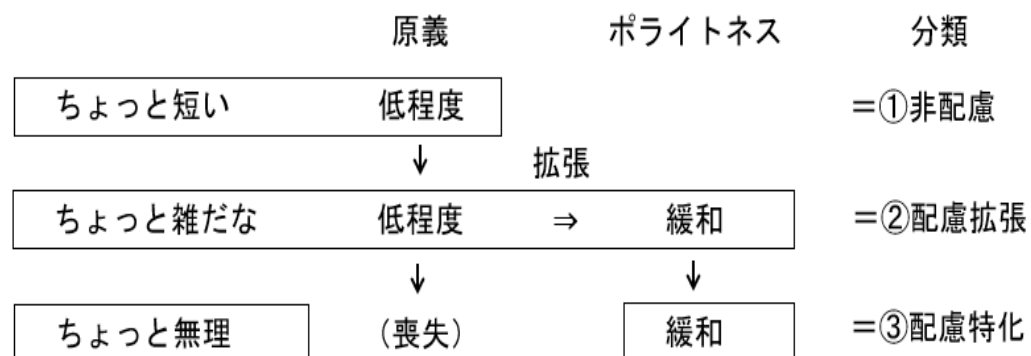 原義 ポライトネス 分類
ちょっと短い 低程度 =①非配慮
↓ 拡張
ちょっと雑だな 低程度 ⇒ 緩和 =②配慮拡張
↓ ↓
ちょっと無理 (喪失) 緩和 =③配慮特化